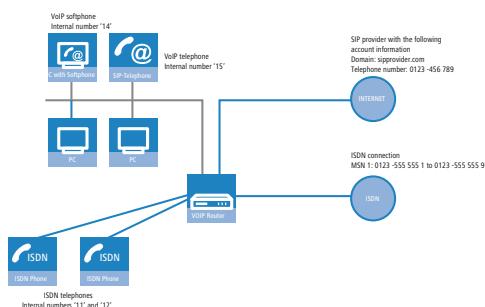 VoIP softphone
Internal number '14'
C with Softphone
SIP-Telephone
VoIP telephone
Internal number '15'
PC
PC
SIP provider with the following
account information
Domain: sipprovider.com
Telephone number: 0123 -456 789
INTERNET
ISDN connection
MSN 1: 0123 -555 555 1 to 0123 -555 555 9
ISDN
VOIP Router
ISDN
ISDN Phone
ISDN
ISDN Phone
ISDN telephones
Internal numbers '11' and '12'